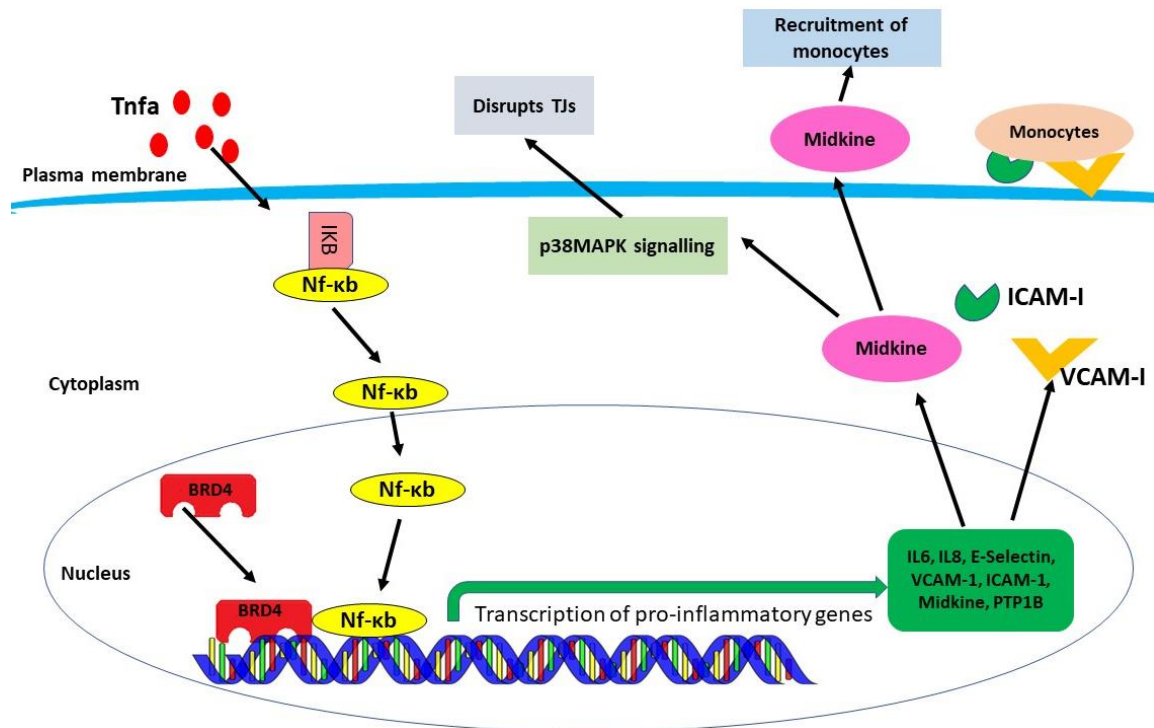 Recruitment of
monocytes
Tnfa
Disrupts TJs
Midkine
Monocytes
Plasma membrane
IKB
p38MAPK signalling
Nf-κb
ICAM-I
Midkine
Cytoplasm
Nf-κb
VCAM-I
BRD4
Nf-κb
IL6, IL8, E-Selectin,
VCAM-1, ICAM-1,
Midkine, PTP1B
Nucleus
BRD4
Nf-κb
Transcription of pro-inflammatory genes